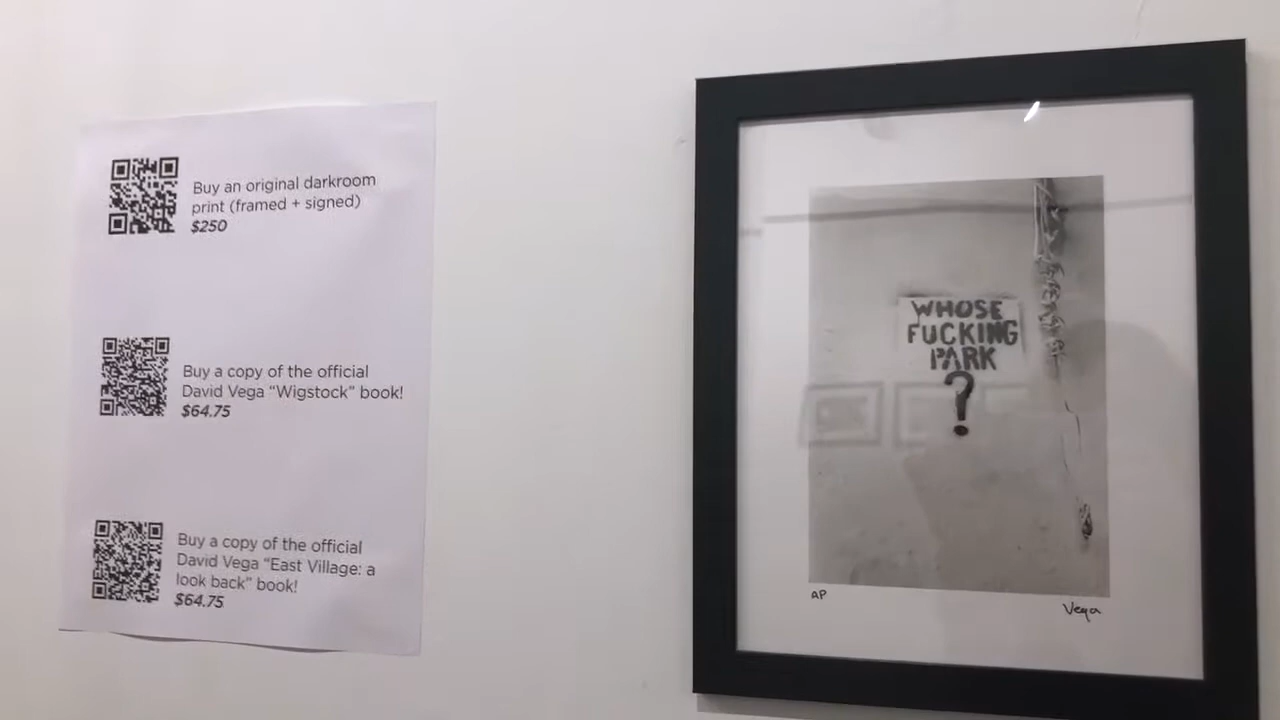 Buy an original darkroom
print (framed + signed)
$250
Buy a copy of the official
David Vega “Wigstock” book!
$64.75
Buy a copy of the official
David Vega “East Village: a
look back” book!
$64.75
WHOSE
FUCKING
PARK
?
AP
Vega